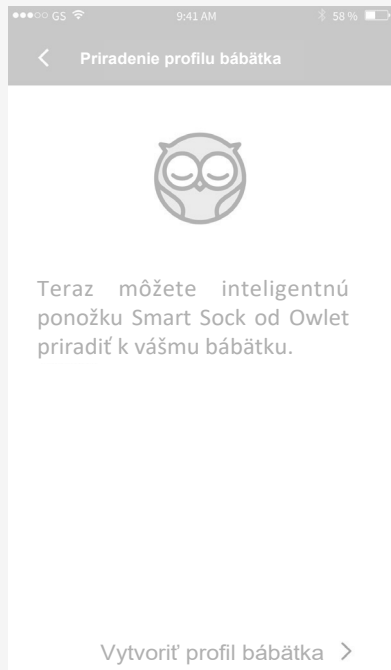 ●●●○○ GS 9:41 AM 58 %
Priradenie profilu bábätka
Teraz môžete inteligentnú
ponožku Smart Sock od Owlet
priradiť k vášmu bábätku.
Vytvoriť profil bábätka >